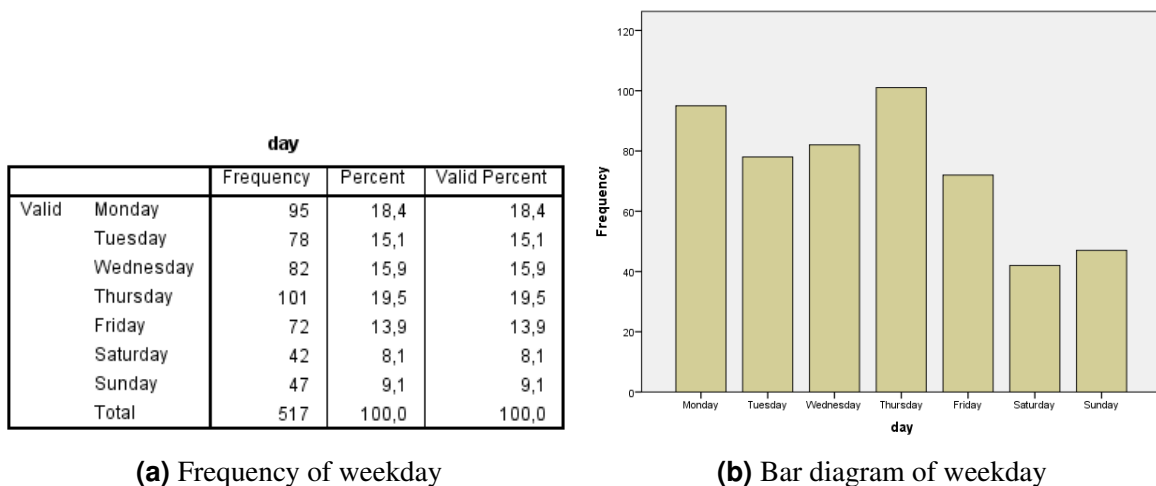 day
Frequency Percent Valid Percent
Valid Monday 95 18,4 18,4
Tuesday 78 15,1 15,1
Wednesday 82 15,9 15,9
Thursday 101 19,5 19,5
Friday 72 13,9 13,9
Saturday 42 8,1 8,1
Sunday 47 9,1 9,1
Total 517 100,0 100,0
(a) Frequency of weekday
120
100
80
60
40
20
0
Frequency
Monday Tuesday Wednesday Thursday Friday Saturday Sunday
day
(b) Bar diagram of weekday